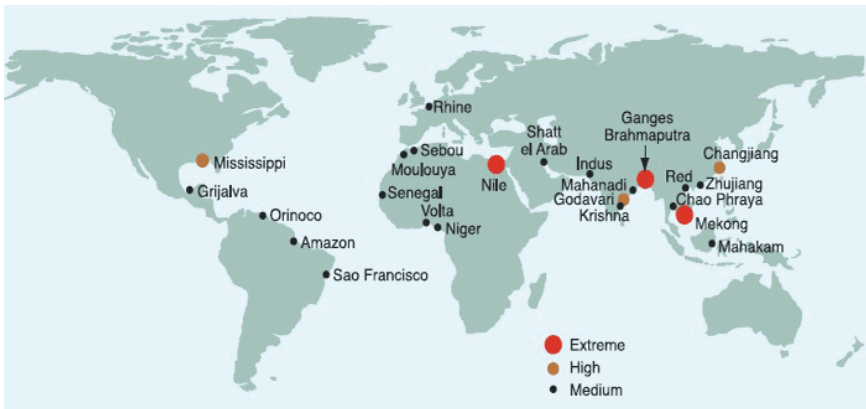 Rhine
Ganges
Brahmaputra
Shatt
el Arab
Changjiang
Sebou
Moulouya
Mississippi
Indus
Nile
Red
Zhujiang
Mahanadi
Grijalva
Senegal
Godavari
Chao Phraya
Krishna
Volta
Orinoco
Niger
Mekong
Amazon
Mahakam
Sao Francisco
Extreme
High
Medium